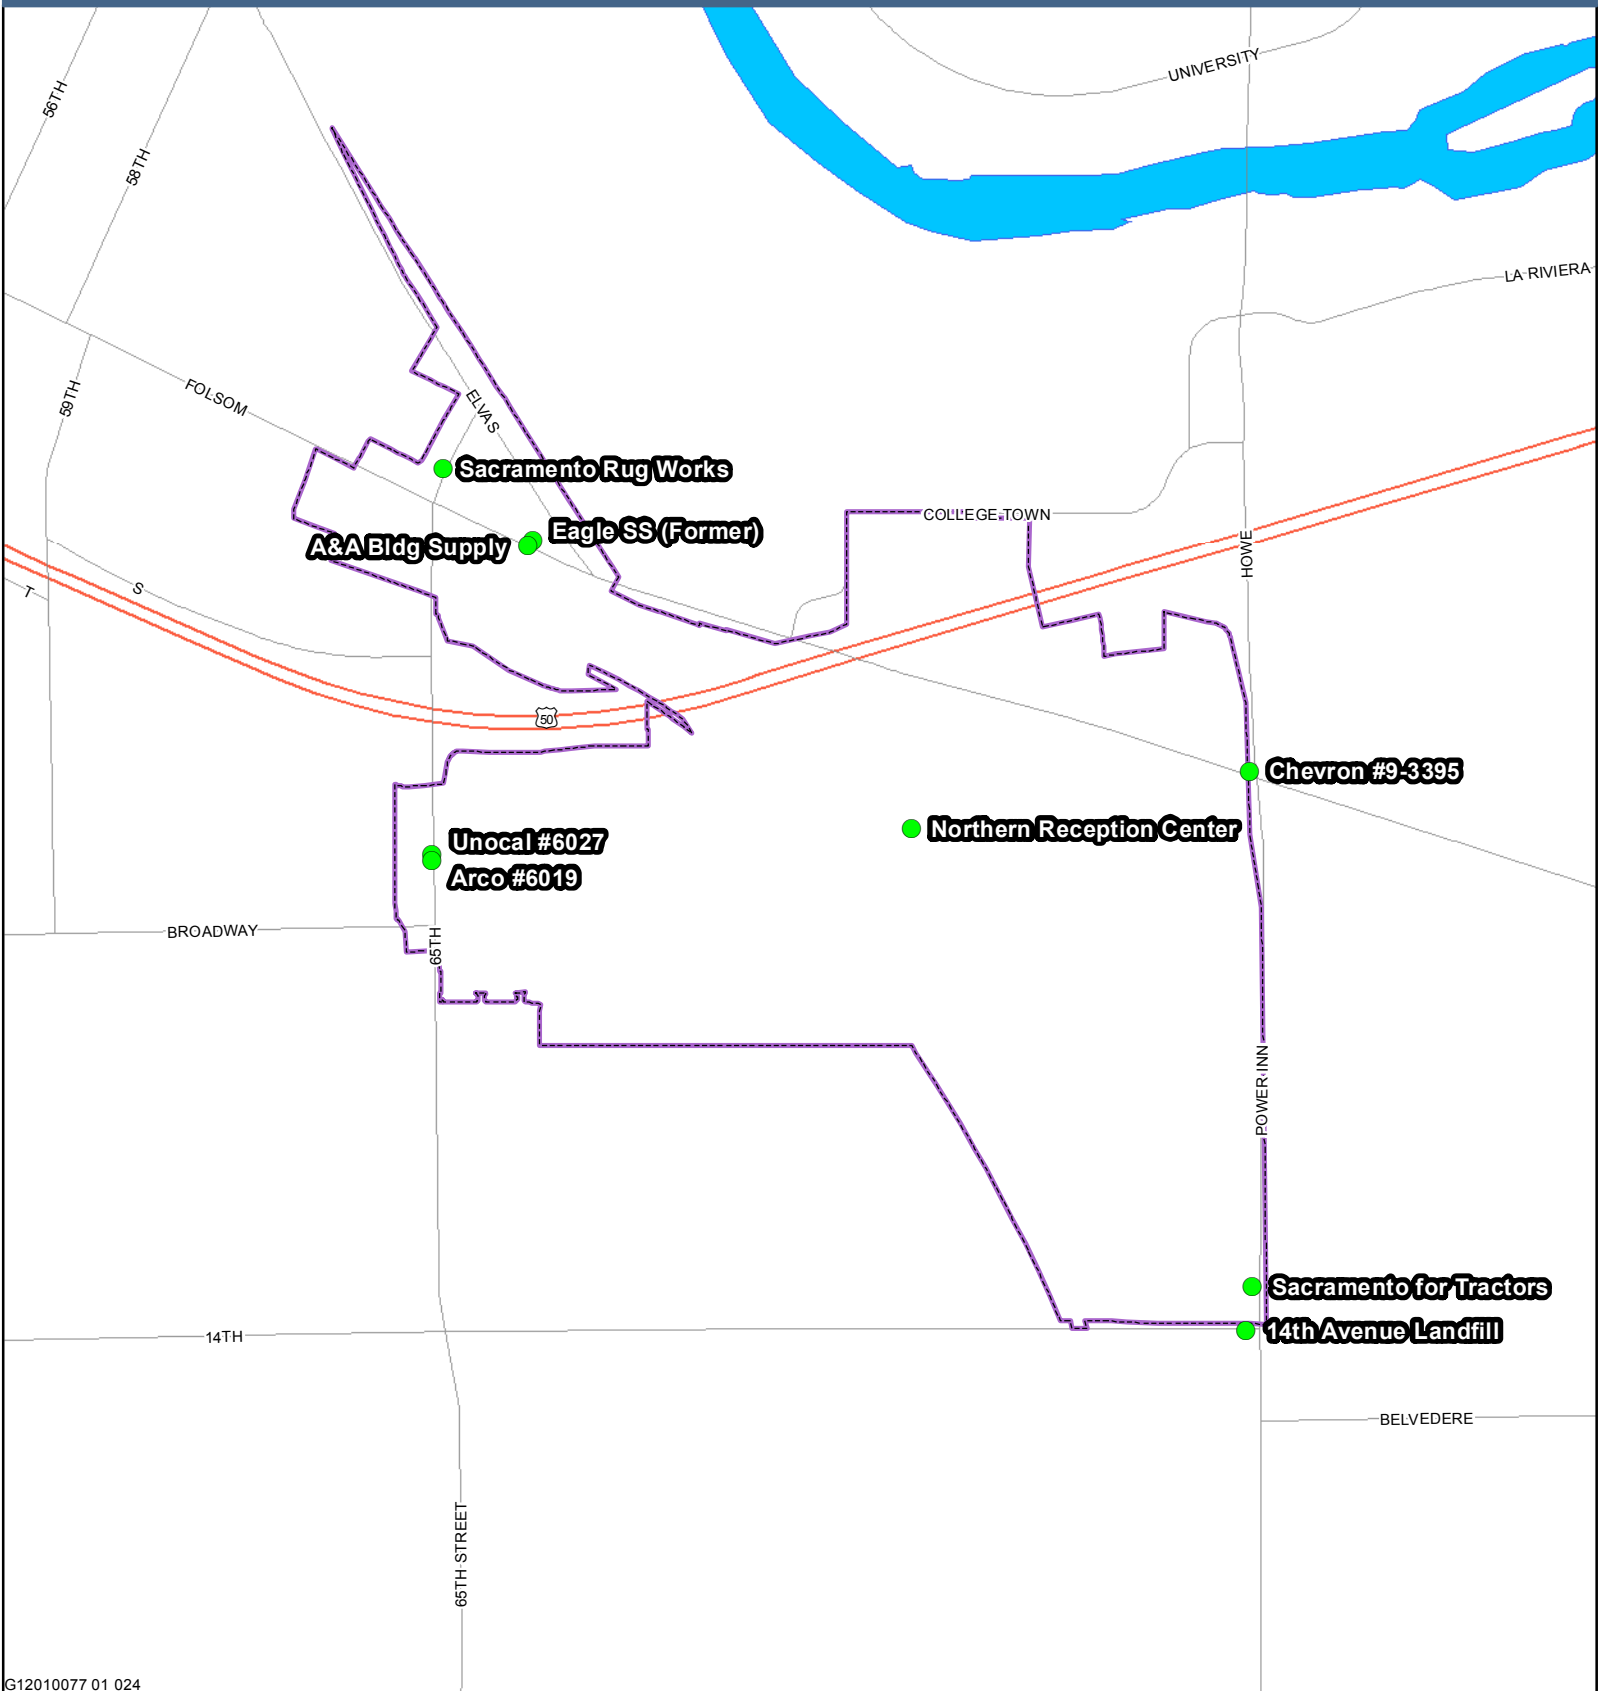 56TH
UNIVERSITY
58TH
LA RIVIERA
59TH
FOLSOM
ELVAS
Sacramento Rug Works
COLLEGE TOWN
Eagle SS (Former)
A&A Bldg Supply
HOWE
T
S
50
Chevron #9-3395
Northern Reception Center
Unocal #6027
Arco #6019
BROADWAY
65TH
POWER INN
Sacramento for Tractors
14TH
14th Avenue Landfill
BELVEDERE
65TH STREET
G12010077 01 024